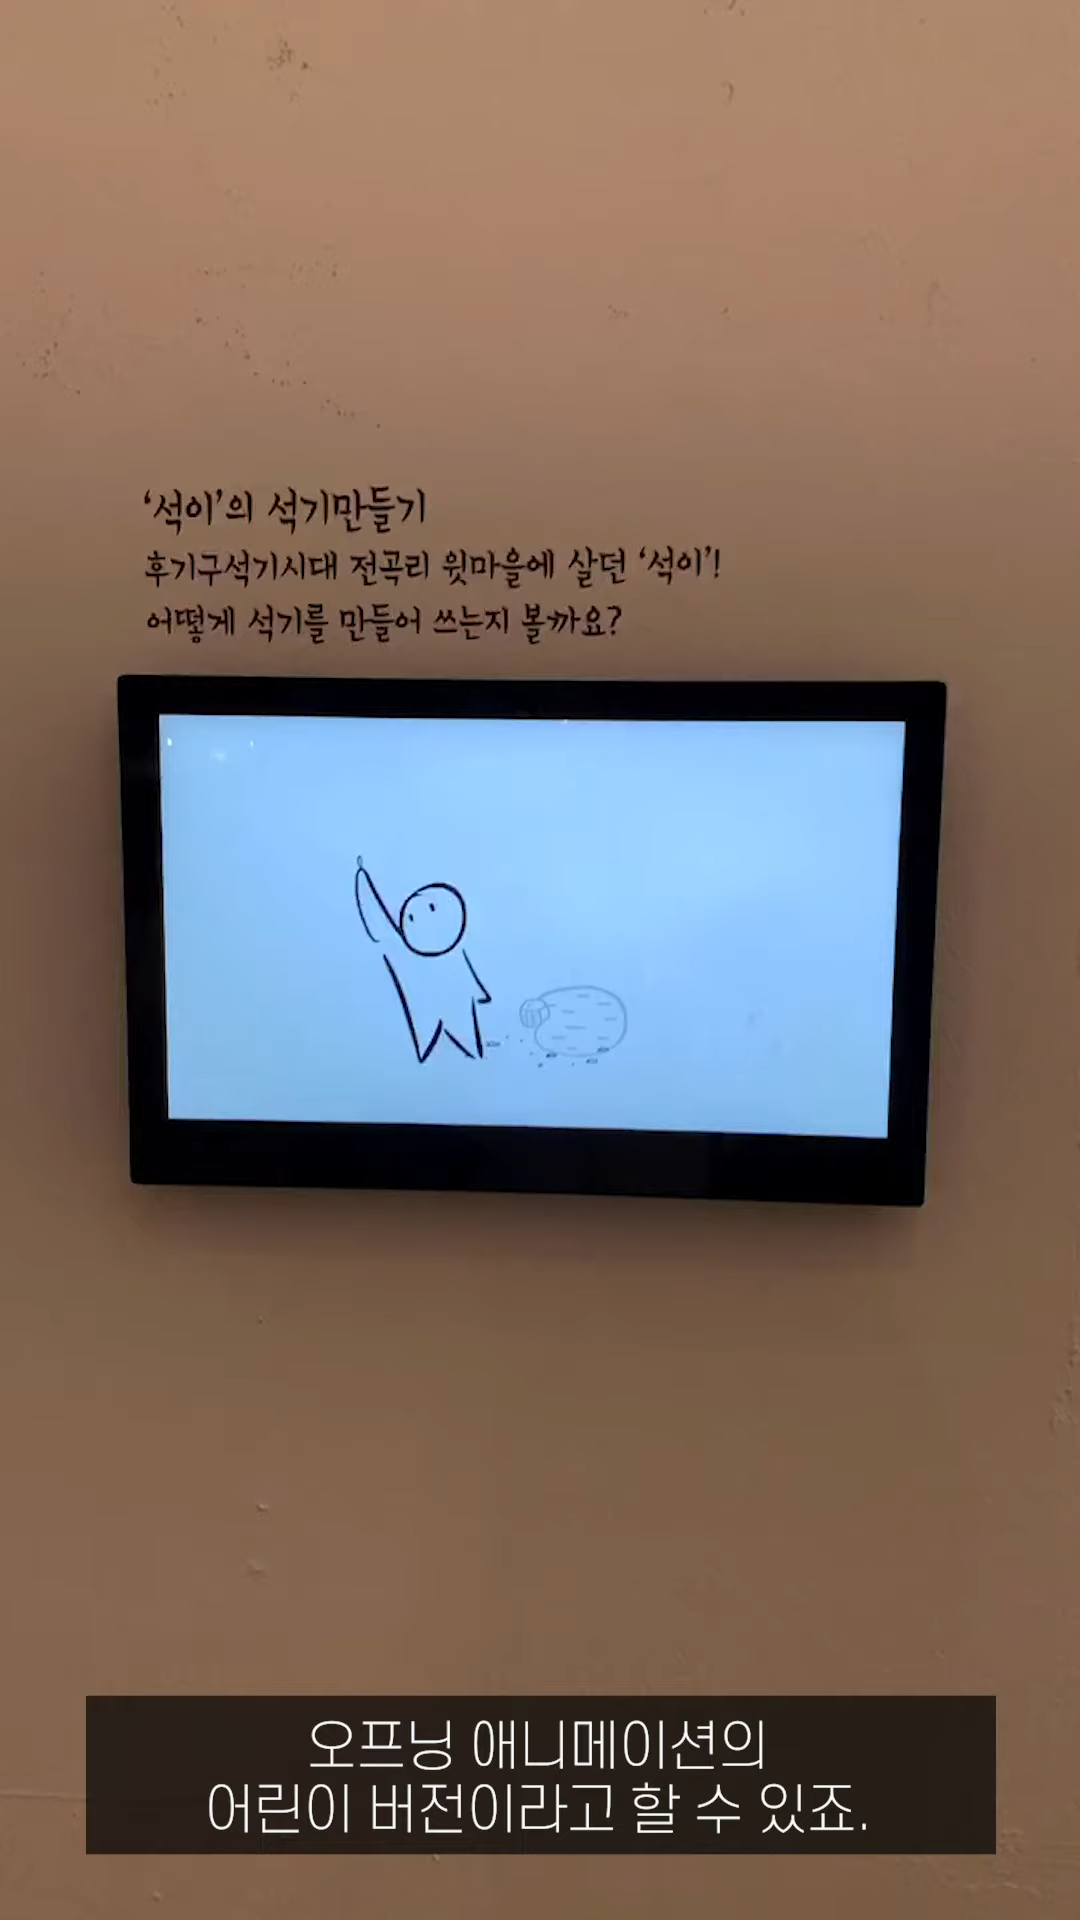 ‘석이’의 석기만들기
후기구석기시대 전곡리 윗마을에 살던 ‘석이’!
어떻게 석기를 만들어 쓰는지 볼까요?
오프닝 애니메이션의
어린이 버전이라고 할 수 있죠.